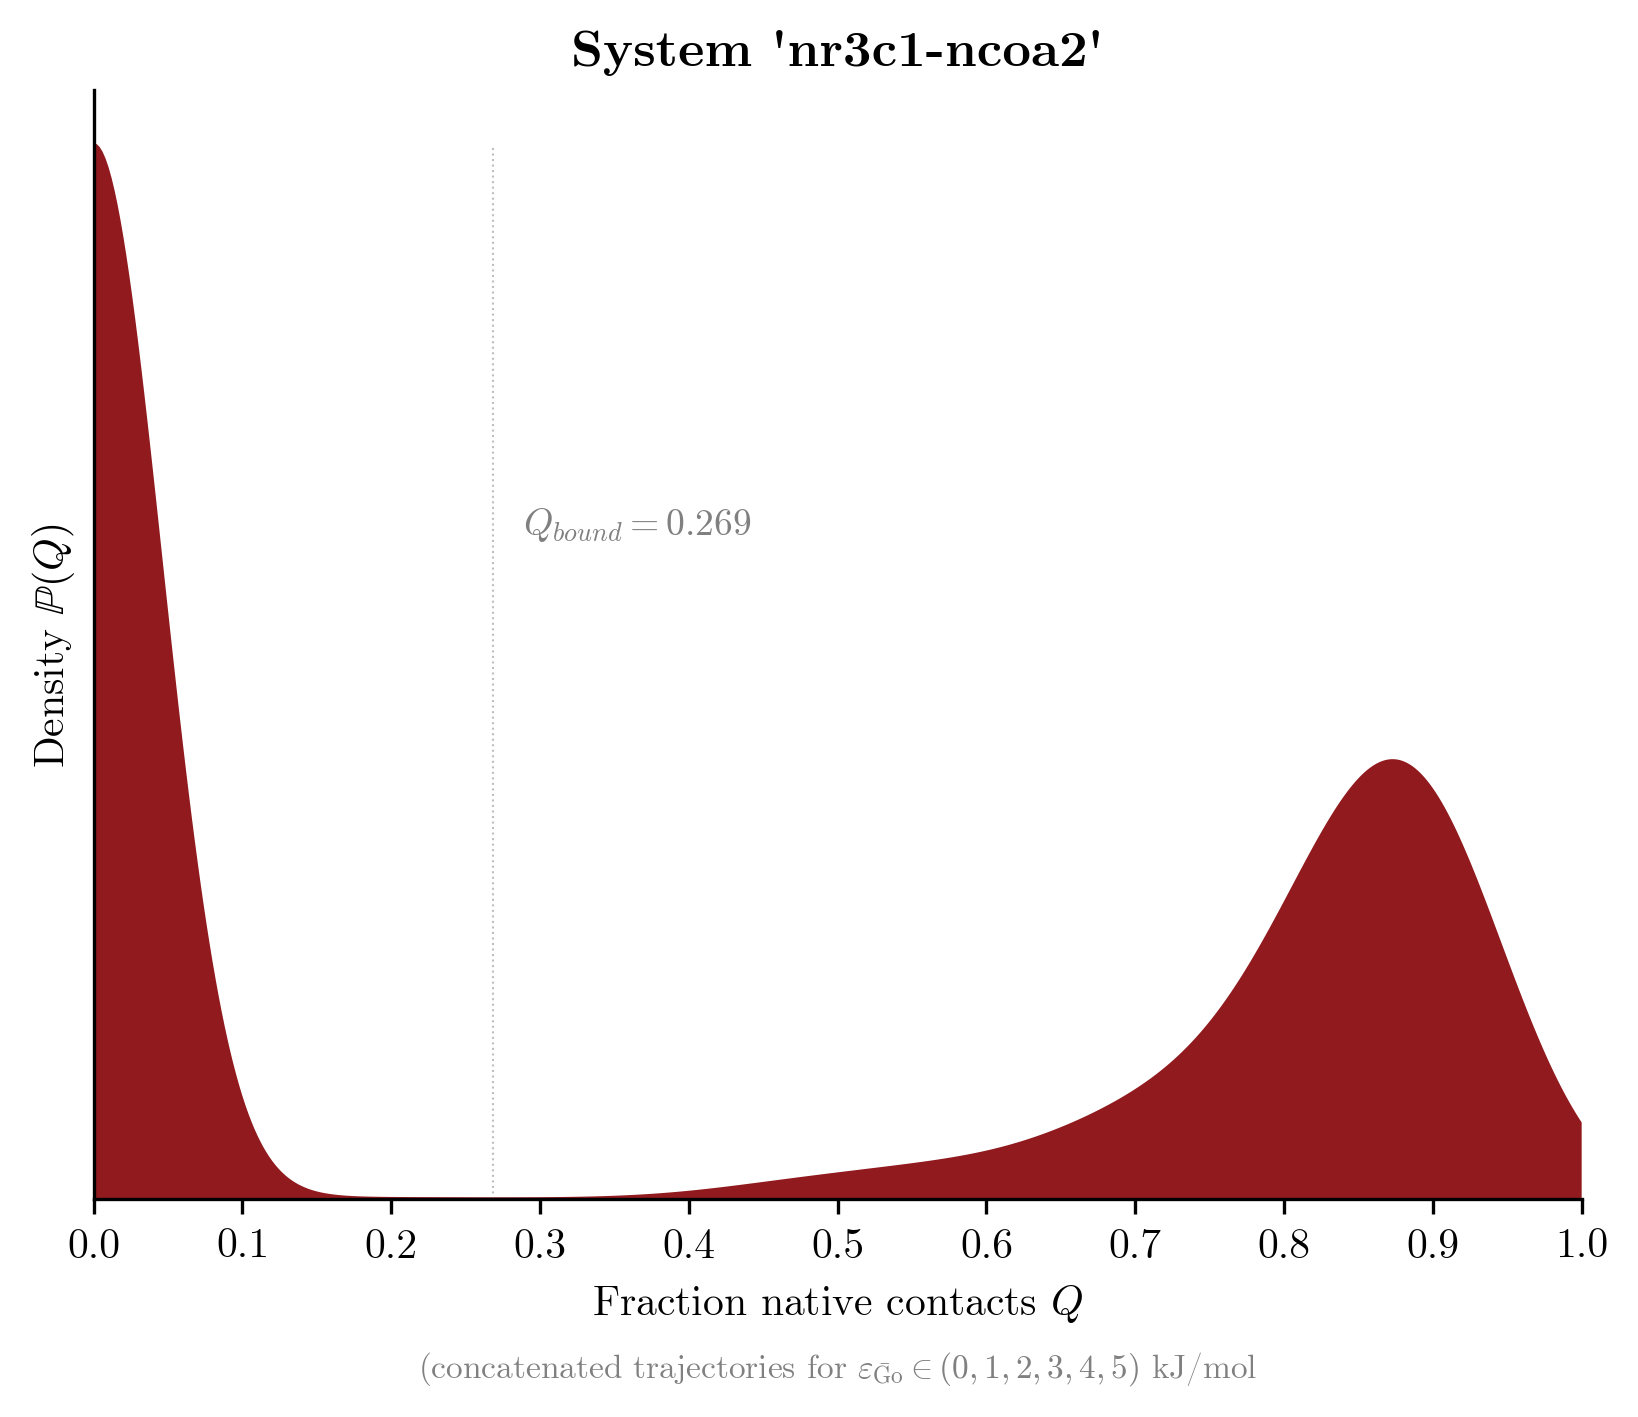 System 'nr3c1-ncoa2'
Density ℙ(Q)
Q_bound = 0.269
0.0 0.1 0.2 0.3 0.4 0.5 0.6 0.7 0.8 0.9 1.0
Fraction native contacts Q
(concatenated trajectories for ε_Ḡo ∈ (0, 1, 2, 3, 4, 5) kJ/mol